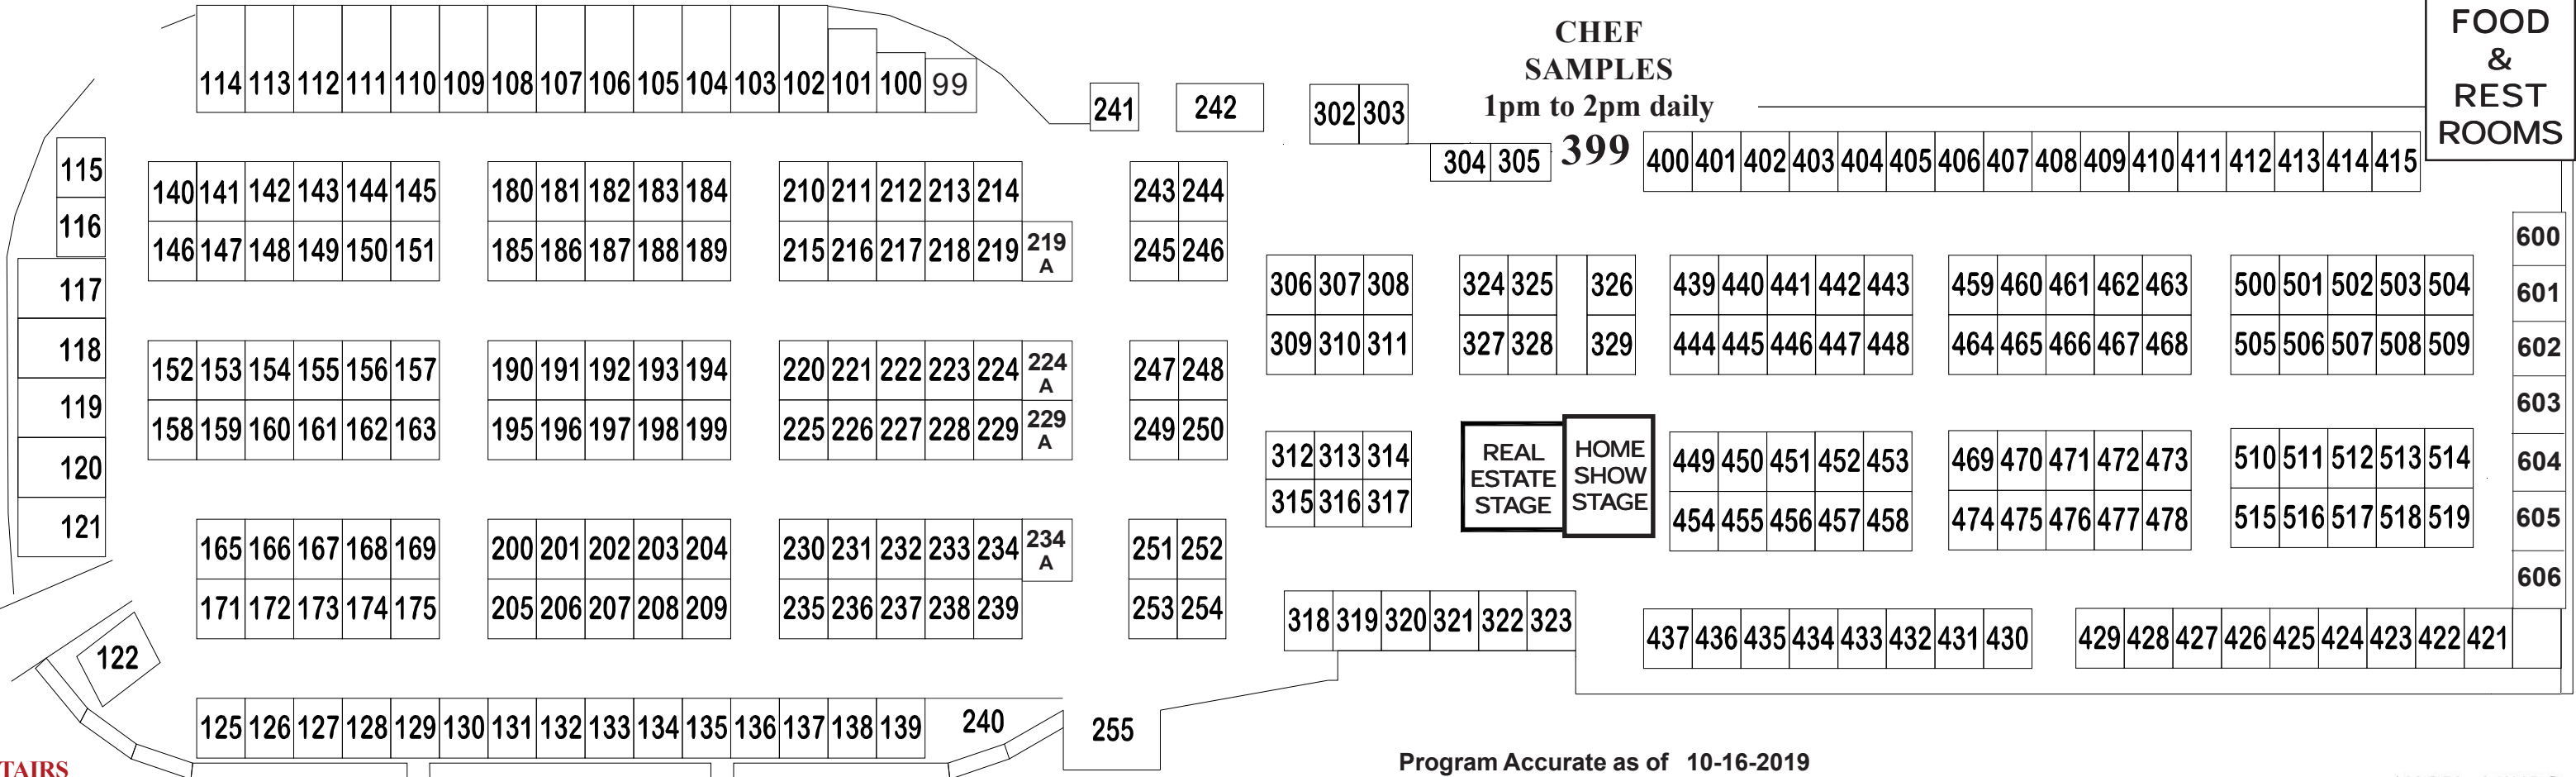 CHEF
SAMPLES
1pm to 2pm daily
399
FOOD
&
REST
ROOMS
114 113 112 111 110 109 108 107 106 105 104 103 102 101 100 99
241 242 302 303
304 305
400 401 402 403 404 405 406 407 408 409 410 411 412 413 414 415
115
116
117
118
119
120
121
122
140 141 142 143 144 145 180 181 182 183 184 210 211 212 213 214 243 244
146 147 148 149 150 151 185 186 187 188 189 215 216 217 218 219 219 A 245 246
152 153 154 155 156 157 190 191 192 193 194 220 221 222 223 224 224 A 247 248
158 159 160 161 162 163 195 196 197 198 199 225 226 227 228 229 229 A 249 250
165 166 167 168 169 200 201 202 203 204 230 231 232 233 234 234 A 251 252
171 172 173 174 175 205 206 207 208 209 235 236 237 238 239 253 254
125 126 127 128 129 130 131 132 133 134 135 136 137 138 139 240 255
306 307 308 324 325 326 439 440 441 442 443 459 460 461 462 463 500 501 502 503 504
309 310 311 327 328 329 444 445 446 447 448 464 465 466 467 468 505 506 507 508 509
312 313 314
315 316 317
REAL
ESTATE
STAGE
HOME
SHOW
STAGE
449 450 451 452 453 469 470 471 472 473 510 511 512 513 514
454 455 456 457 458 474 475 476 477 478 515 516 517 518 519
318 319 320 321 322 323
437 436 435 434 433 432 431 430 429 428 427 426 425 424 423 422 421
600
601
602
603
604
605
606
TAIRS
Program Accurate as of 10-16-2019